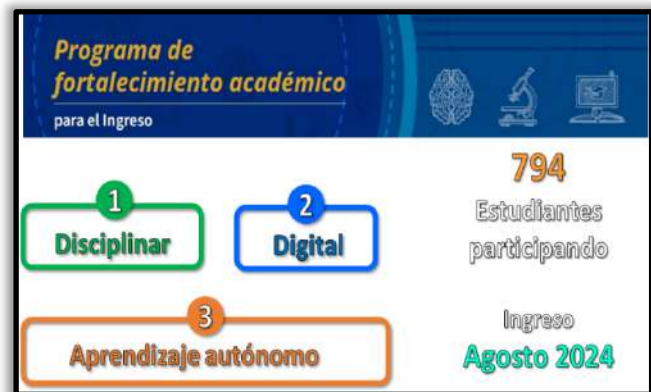 Programa de
fortalecimiento académico
para el Ingreso
1
Disciplinar
2
Digital
794
Estudiantes
participando
3
Aprendizaje autónomo
Ingreso
Agosto 2024